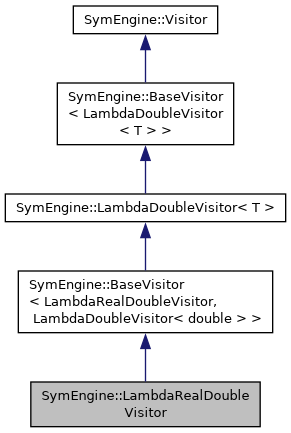 SymEngine::Visitor
SymEngine::BaseVisitor
< LambdaDoubleVisitor
< T > >
SymEngine::LambdaDoubleVisitor< T >
SymEngine::BaseVisitor
< LambdaRealDoubleVisitor,
LambdaDoubleVisitor< double > >
SymEngine::LambdaRealDouble
Visitor